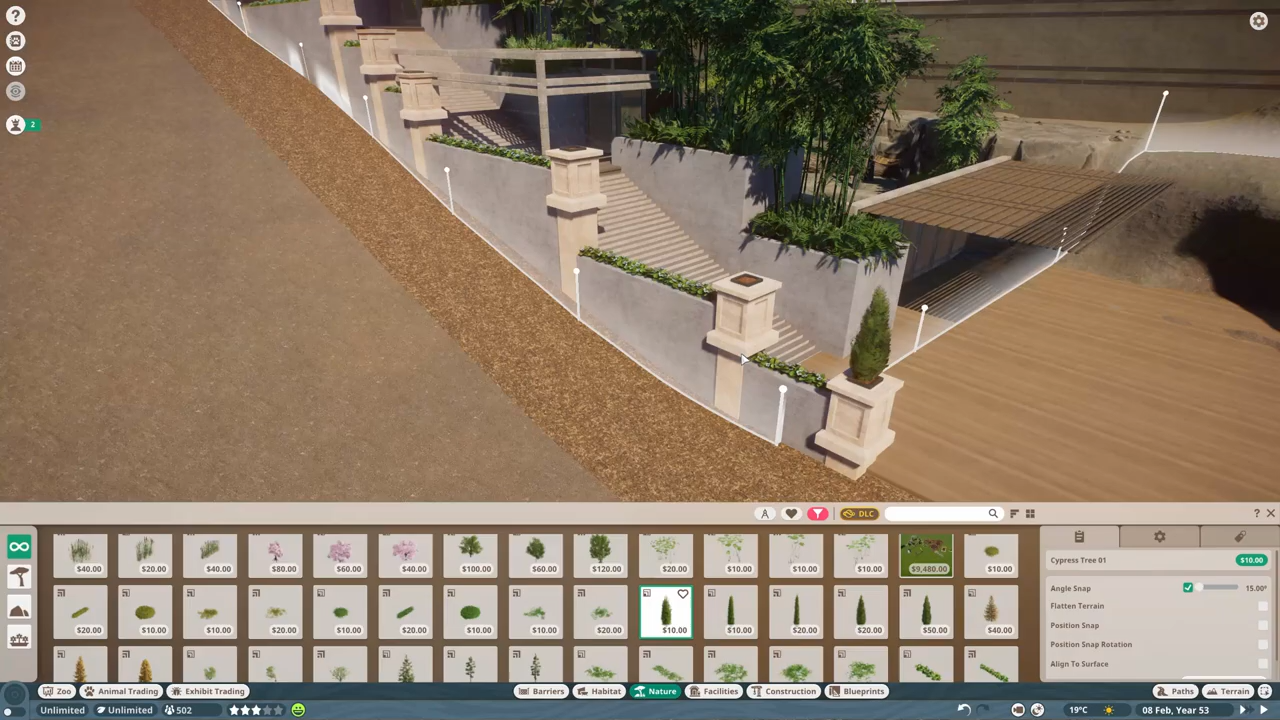 ?
2
DLC
?
$40.00
$20.00
$40.00
$80.00
$60.00
$40.00
$100.00
$60.00
$120.00
$20.00
$10.00
$10.00
$10.00
$9,480.00
$10.00
Cypress Tree 01
$10.00
Angle Snap
15.00°
Flatten Terrain
Position Snap
Position Snap Rotation
Align To Surface
$20.00
$10.00
$10.00
$20.00
$10.00
$20.00
$10.00
$10.00
$20.00
$10.00
$10.00
$20.00
$20.00
$50.00
$40.00
Zoo
Animal Trading
Exhibit Trading
Barriers
Habitat
Nature
Facilities
Construction
Blueprints
Paths
Terrain
Unlimited
Unlimited
502
19°C
08 Feb, Year 53